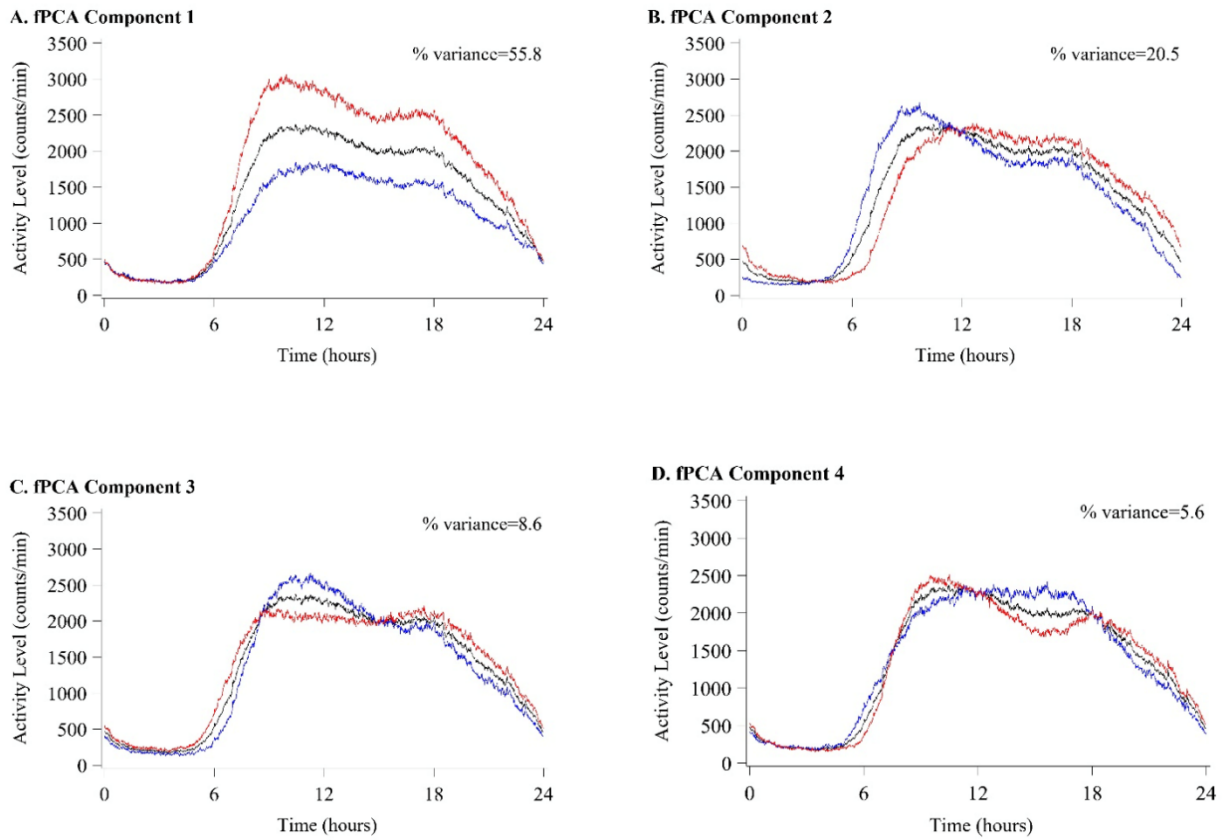 A. fPCA Component 1
% variance=55.8
3500
3000
2500
2000
1500
1000
500
0
Activity Level (counts/min)
0 6 12 18 24
Time (hours)
B. fPCA Component 2
% variance=20.5
3500
3000
2500
2000
1500
1000
500
0
Activity Level (counts/min)
0 6 12 18 24
Time (hours)
C. fPCA Component 3
% variance=8.6
3500
3000
2500
2000
1500
1000
500
0
Activity Level (counts/min)
0 6 12 18 24
Time (hours)
D. fPCA Component 4
% variance=5.6
3500
3000
2500
2000
1500
1000
500
0
Activity Level (counts/min)
0 6 12 18 24
Time (hours)